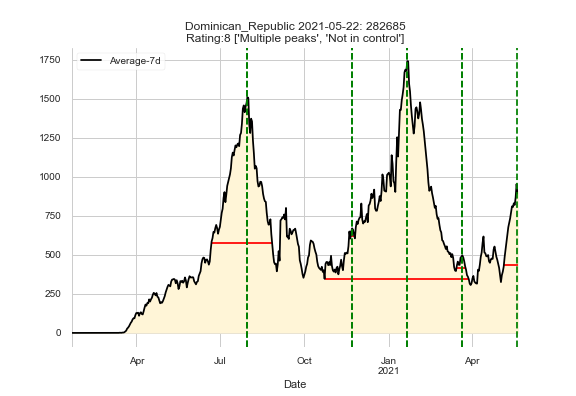 Dominican_Republic 2021-05-22: 282685
Rating:8 ['Multiple peaks', 'Not in control']
Average-7d
1750
1500
1250
1000
750
500
250
0
Apr Jul Oct Jan Apr
2021
Date